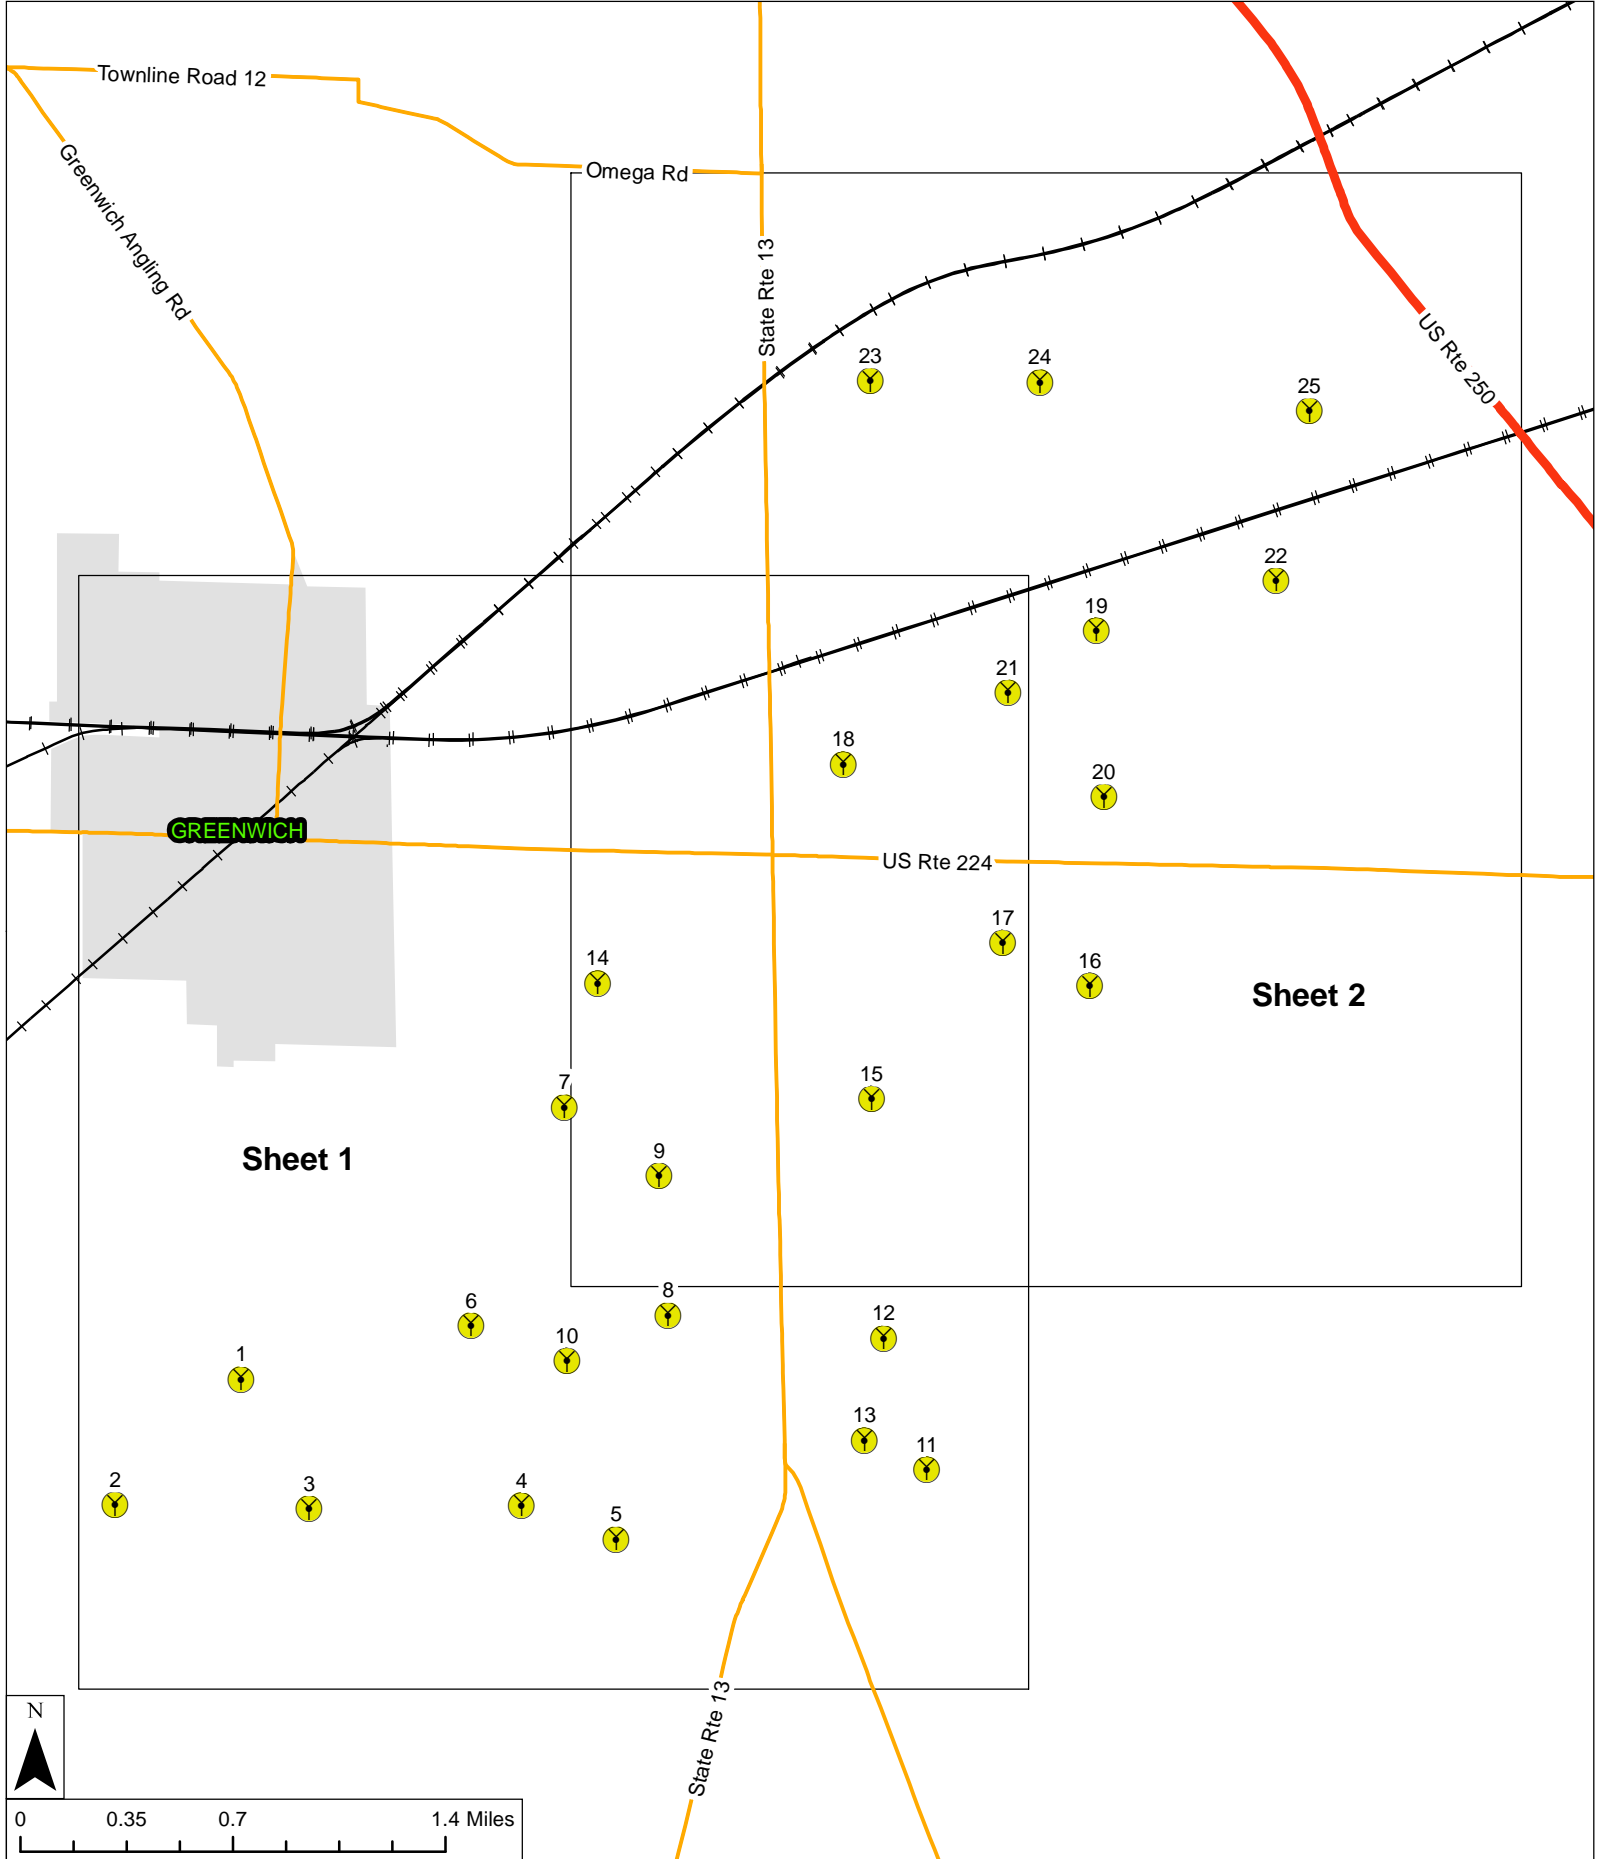 Townline Road 12
Greenwich Angling Rd
Omega Rd
State Rte 13
US Rte 250
23
24
25
22
19
21
18
20
GREENWICH
US Rte 224
17
14
16
Sheet 2
15
7
Sheet 1
9
8
6
12
10
1
13
11
2
3
4
5
State Rte 13
N
0 0.35 0.7 1.4 Miles